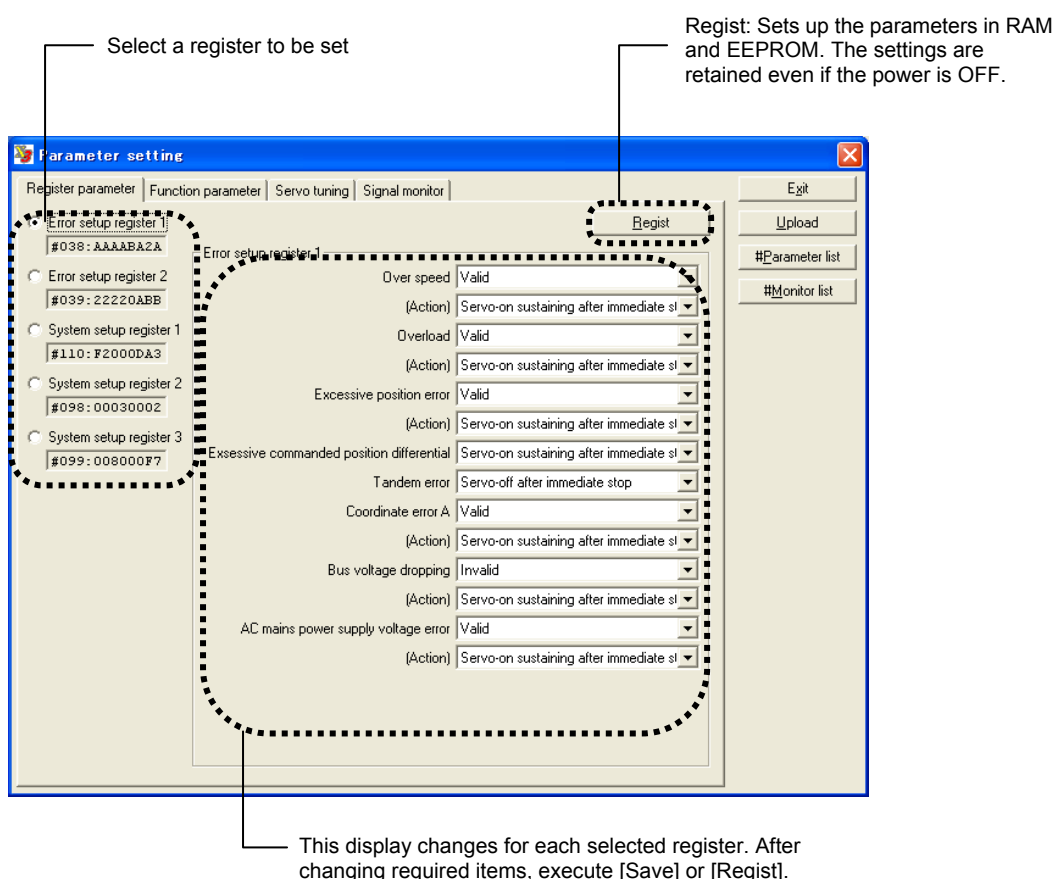 Select a register to be set
Regist: Sets up the parameters in RAM
and EEPROM. The settings are
retained even if the power is OFF.
Parameter setting
Register parameter Function parameter Servo tuning Signal monitor
Exit
Error setup register 1
Regist
Upload
#038:AAAABA2A
Error setup register 1
#Parameter list
Error setup register 2
Over speed Valid
#039:22220ABB
#Monitor list
(Action) Servo-on sustaining after immediate st
System setup register 1
Overload Valid
#110:F2000DA3
(Action) Servo-on sustaining after immediate st
System setup register 2
Excessive position error Valid
#098:00030002
(Action) Servo-on sustaining after immediate st
System setup register 3
Exsessive commanded position differential Servo-on sustaining after immediate st
#099:008000F7
Tandem error Servo-off after immediate stop
Coordinate error A Valid
(Action) Servo-on sustaining after immediate st
Bus voltage dropping Invalid
(Action) Servo-on sustaining after immediate st
AC mains power supply voltage error Valid
(Action) Servo-on sustaining after immediate st
This display changes for each selected register. After
changing required items, execute [Save] or [Regist].